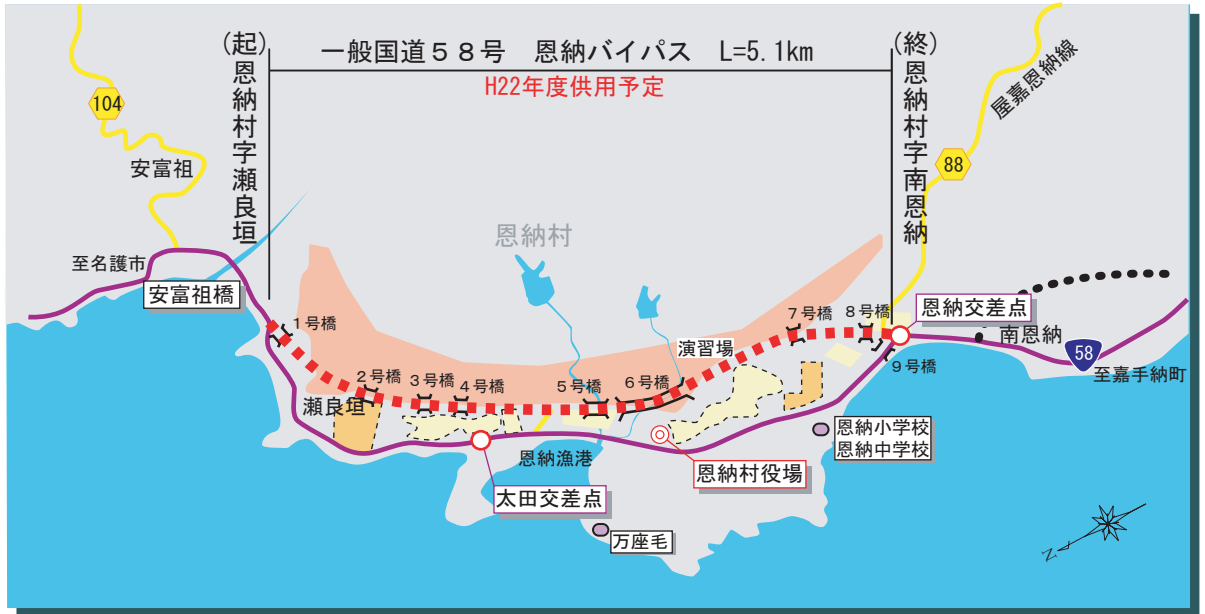 (起)
恩納村字瀬良垣
一般国道５８号　恩納バイパス　L=5.1km
H22年度供用予定
(終)
恩納村字南恩納
屋嘉恩納線
104
安富祖
88
恩納村
至名護市
安富祖橋
1号橋
2号橋
3号橋
4号橋
5号橋
6号橋
演習場
7号橋
8号橋
9号橋
恩納交差点
南恩納
58
至嘉手納町
瀬良垣
恩納漁港
太田交差点
恩納村役場
恩納小学校
恩納中学校
万座毛
N